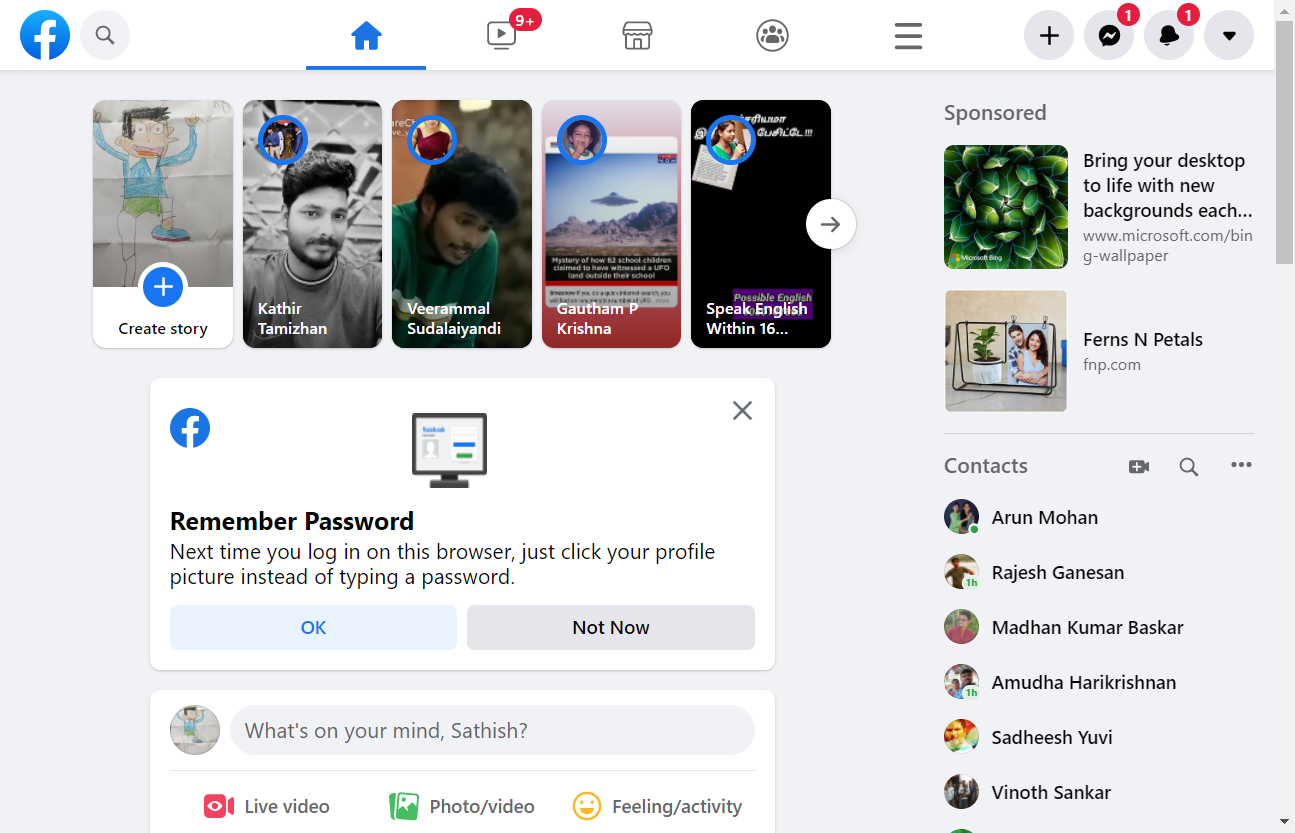 9+
1
1
Create story
Kathir
Tamizhan
Veerammal
Sudalaiyandi
Mystery of how 62 school children
claimed to have witnessed a UFO
land outside their school
Gautham P
Krishna
பேசிட்டே!!!
Possible English
Speak English
Within 16...
Sponsored
Bring your desktop
to life with new
backgrounds each...
www.microsoft.com/bin
g-wallpaper
Microsoft Bing
Ferns N Petals
fnp.com
Remember Password
Next time you log in on this browser, just click your profile
picture instead of typing a password.
OK
Not Now
What's on your mind, Sathish?
Live video
Photo/video
Feeling/activity
Contacts
Arun Mohan
Rajesh Ganesan
1h
Madhan Kumar Baskar
Amudha Harikrishnan
1h
Sadheesh Yuvi
Vinoth Sankar